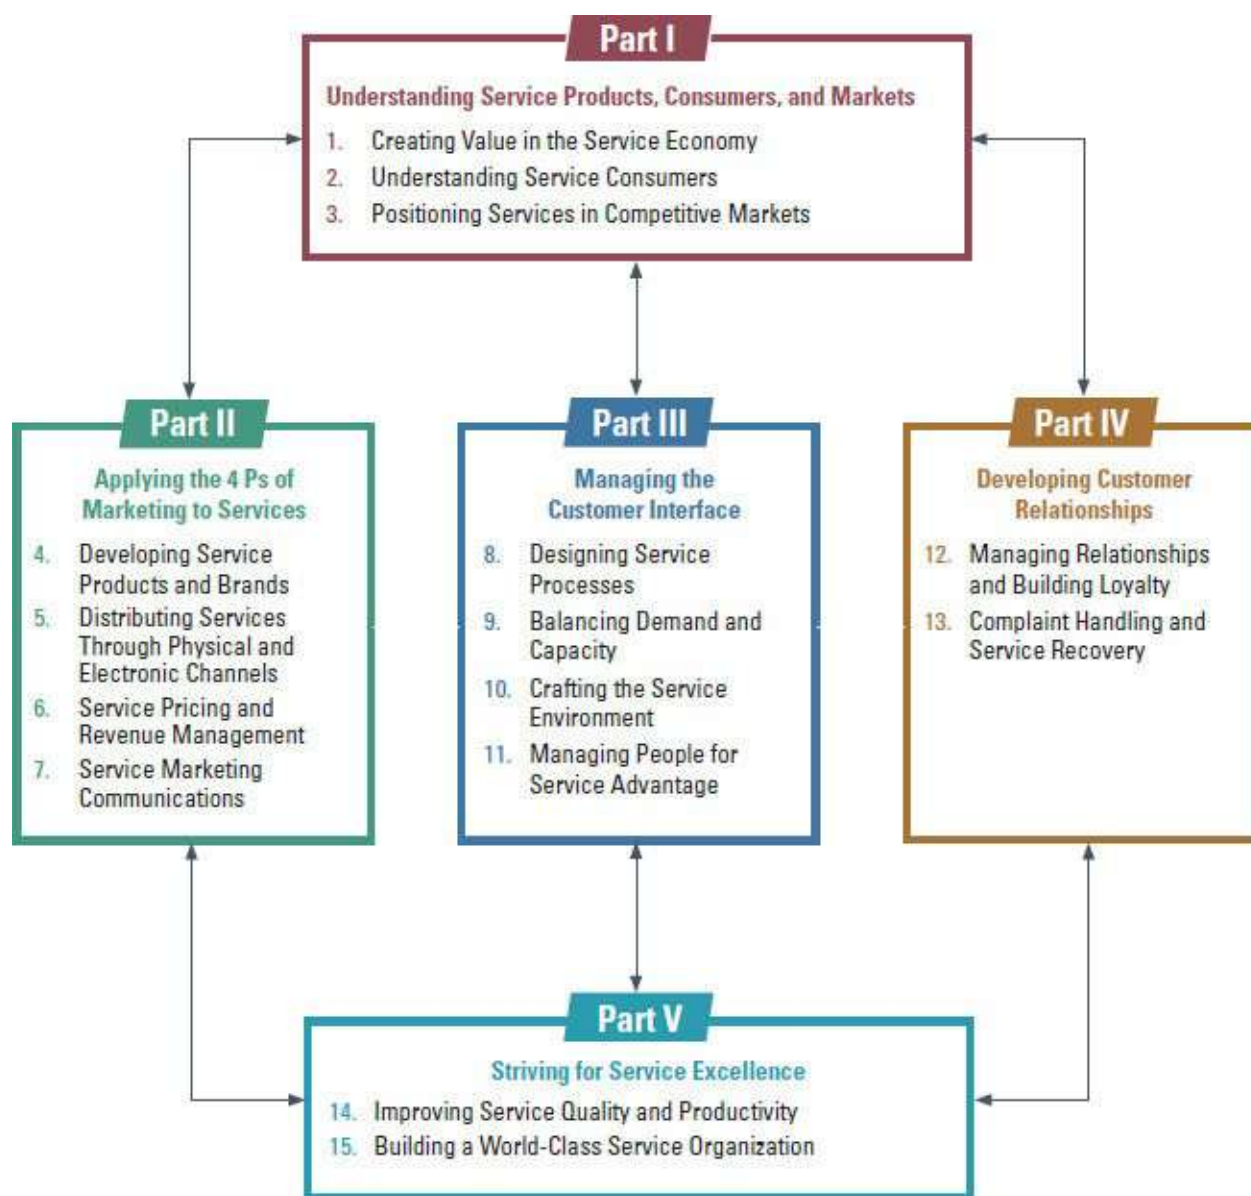 Part I
Understanding Service Products, Consumers, and Markets
1. Creating Value in the Service Economy
2. Understanding Service Consumers
3. Positioning Services in Competitive Markets
Part II
Applying the 4 Ps of
Marketing to Services
4. Developing Service
Products and Brands
5. Distributing Services
Through Physical and
Electronic Channels
6. Service Pricing and
Revenue Management
7. Service Marketing
Communications
Part III
Managing the
Customer Interface
8. Designing Service
Processes
9. Balancing Demand and
Capacity
10. Crafting the Service
Environment
11. Managing People for
Service Advantage
Part IV
Developing Customer
Relationships
12. Managing Relationships
and Building Loyalty
13. Complaint Handling and
Service Recovery
Part V
Striving for Service Excellence
14. Improving Service Quality and Productivity
15. Building a World-Class Service Organization